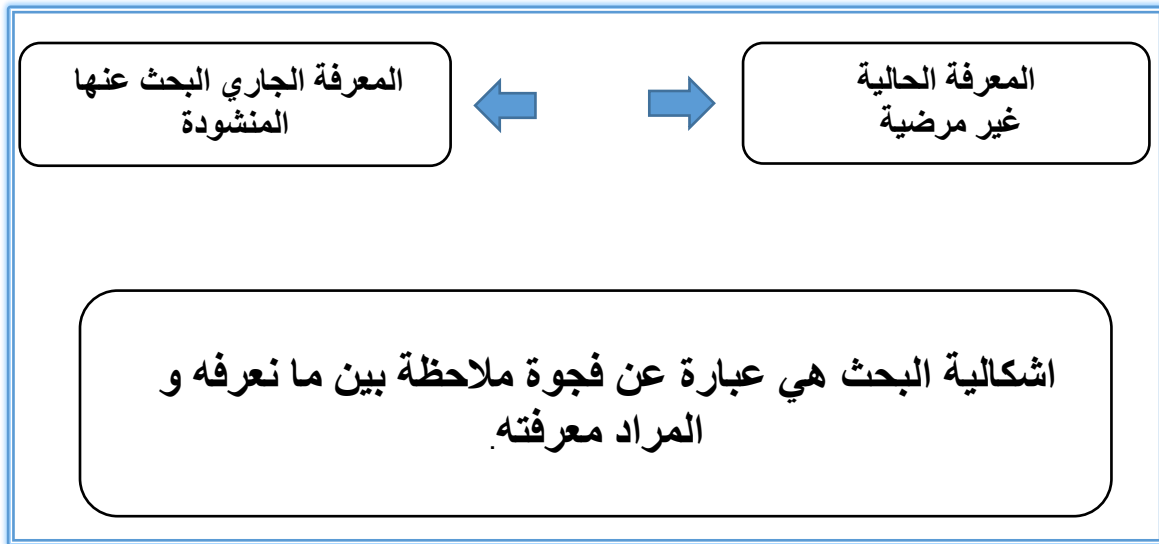 المعرفة الحالية
غير مرضية
المعرفة الجاري البحث عنها
المنشودة
اشكالية البحث هي عبارة عن فجوة ملاحظة بين ما نعرفه و
المراد معرفته.